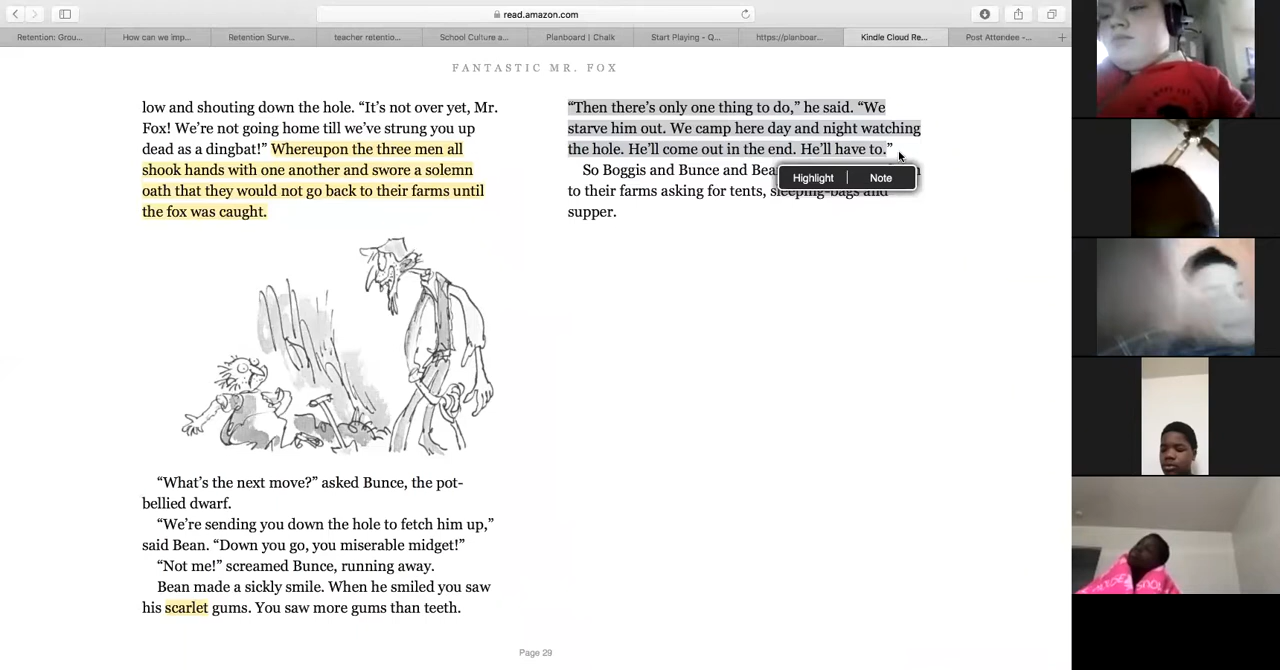 read.amazon.com
Retention: Grou...
How can we imp...
Retention Surve...
teacher retentio...
School Culture a...
Planboard | Chalk
Start Playing - Q...
https://planboar...
Kindle Cloud Re...
Post Attendee -...
FANTASTIC MR. FOX
low and shouting down the hole. “It’s not over yet, Mr.
Fox! We’re not going home till we’ve strung you up
dead as a dingbat!” Whereupon the three men all
shook hands with one another and swore a solemn
oath that they would not go back to their farms until
the fox was caught.
“What’s the next move?” asked Bunce, the pot-
bellied dwarf.
“We’re sending you down the hole to fetch him up,”
said Bean. “Down you go, you miserable midget!”
“Not me!” screamed Bunce, running away.
Bean made a sickly smile. When he smiled you saw
his scarlet gums. You saw more gums than teeth.
“Then there’s only one thing to do,” he said. “We
starve him out. We camp here day and night watching
the hole. He’ll come out in the end. He’ll have to.”
So Boggis and Bunce and
to their farms asking for tents, sleeping-bags and
supper.
Highlight
Note
Page 29